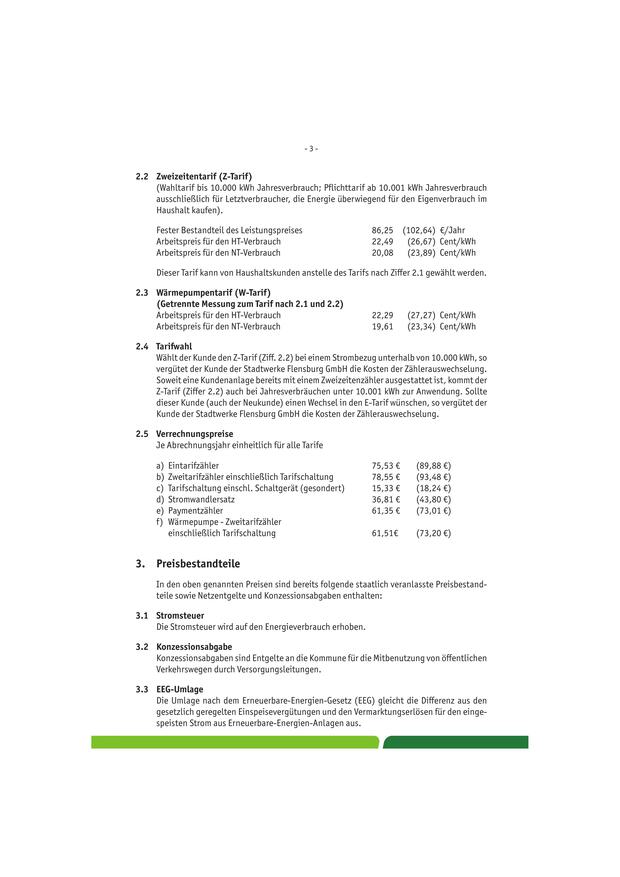 - 3 -
2.2 Zweizeitentarif (Z-Tarif)
(Wahltarif bis 10.000 kWh Jahresverbrauch; Pflichttarif ab 10.001 kWh Jahresverbrauch
ausschließlich für Letztverbraucher, die Energie überwiegend für den Eigenverbrauch im
Haushalt kaufen).
Fester Bestandteil des Leistungspreises 86,25 (102,64) €/Jahr
Arbeitspreis für den HT-Verbrauch 22,49 (26,67) Cent/kWh
Arbeitspreis für den NT-Verbrauch 20,08 (23,89) Cent/kWh
Dieser Tarif kann von Haushaltskunden anstelle des Tarifs nach Ziffer 2.1 gewählt werden.
2.3 Wärmepumpentarif (W-Tarif)
(Getrennte Messung zum Tarif nach 2.1 und 2.2)
Arbeitspreis für den HT-Verbrauch 22,29 (27,27) Cent/kWh
Arbeitspreis für den NT-Verbrauch 19,61 (23,34) Cent/kWh
2.4 Tarifwahl
Wählt der Kunde den Z-Tarif (Ziff. 2.2) bei einem Strombezug unterhalb von 10.000 kWh, so
vergütet der Kunde der Stadtwerke Flensburg GmbH die Kosten der Zählerauswechselung.
Soweit eine Kundenanlage bereits mit einem Zweizeitenzähler ausgestattet ist, kommt der
Z-Tarif (Ziffer 2.2) auch bei Jahresverbräuchen unter 10.001 kWh zur Anwendung. Sollte
dieser Kunde (auch der Neukunde) einen Wechsel in den E-Tarif wünschen, so vergütet der
Kunde der Stadtwerke Flensburg GmbH die Kosten der Zählerauswechselung.
2.5 Verrechnungspreise
Je Abrechnungsjahr einheitlich für alle Tarife
a) Eintarifzähler 75,53 € (89,88 €)
b) Zweitarifzähler einschließlich Tarifschaltung 78,55 € (93,48 €)
c) Tarifschaltung einschl. Schaltgerät (gesondert) 15,33 € (18,24 €)
d) Stromwandlersatz 36,81 € (43,80 €)
e) Paymentzähler 61,35 € (73,01 €)
f) Wärmepumpe - Zweitarifzähler
einschließlich Tarifschaltung 61,51€ (73,20 €)
3. Preisbestandteile
In den oben genannten Preisen sind bereits folgende staatlich veranlasste Preisbestand-
teile sowie Netzentgelte und Konzessionsabgaben enthalten:
3.1 Stromsteuer
Die Stromsteuer wird auf den Energieverbrauch erhoben.
3.2 Konzessionsabgabe
Konzessionsabgaben sind Entgelte an die Kommune für die Mitbenutzung von öffentlichen
Verkehrswegen durch Versorgungsleitungen.
3.3 EEG-Umlage
Die Umlage nach dem Erneuerbare-Energien-Gesetz (EEG) gleicht die Differenz aus den
gesetzlich geregelten Einspeisevergütungen und den Vermarktungserlösen für den einge-
speisten Strom aus Erneuerbare-Energien-Anlagen aus.